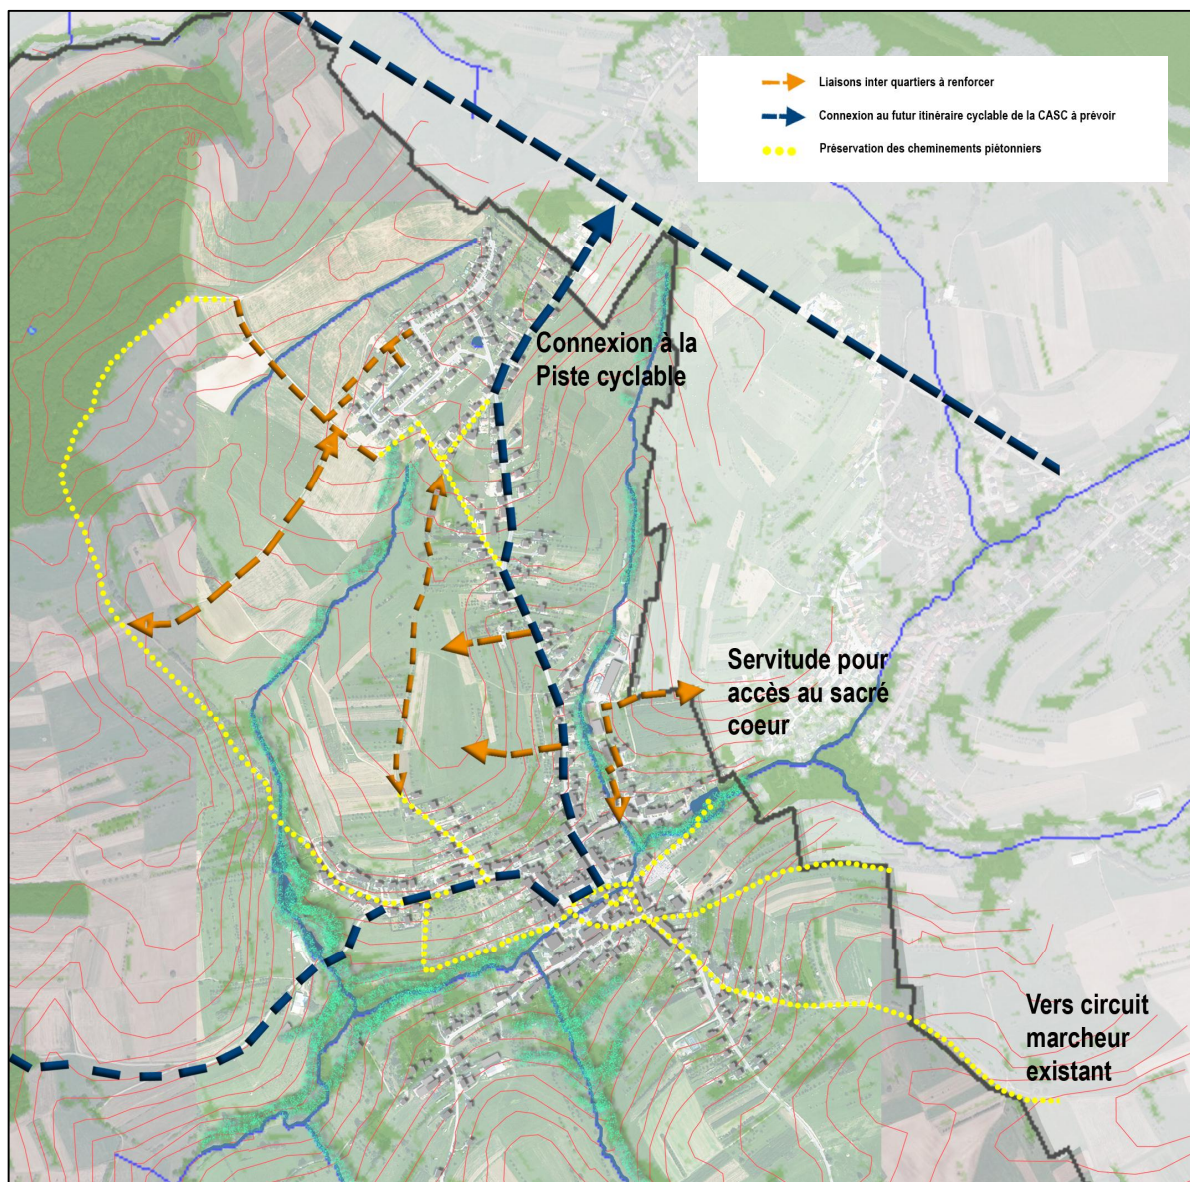 Liaisons inter quartiers à renforcer
Connexion au futur itinéraire cyclable de la CASC à prévoir
Préservation des cheminements piétonniers
Connexion à la
Piste cyclable
Servitude pour
accès au sacré
coeur
Vers circuit
marcheur
existant